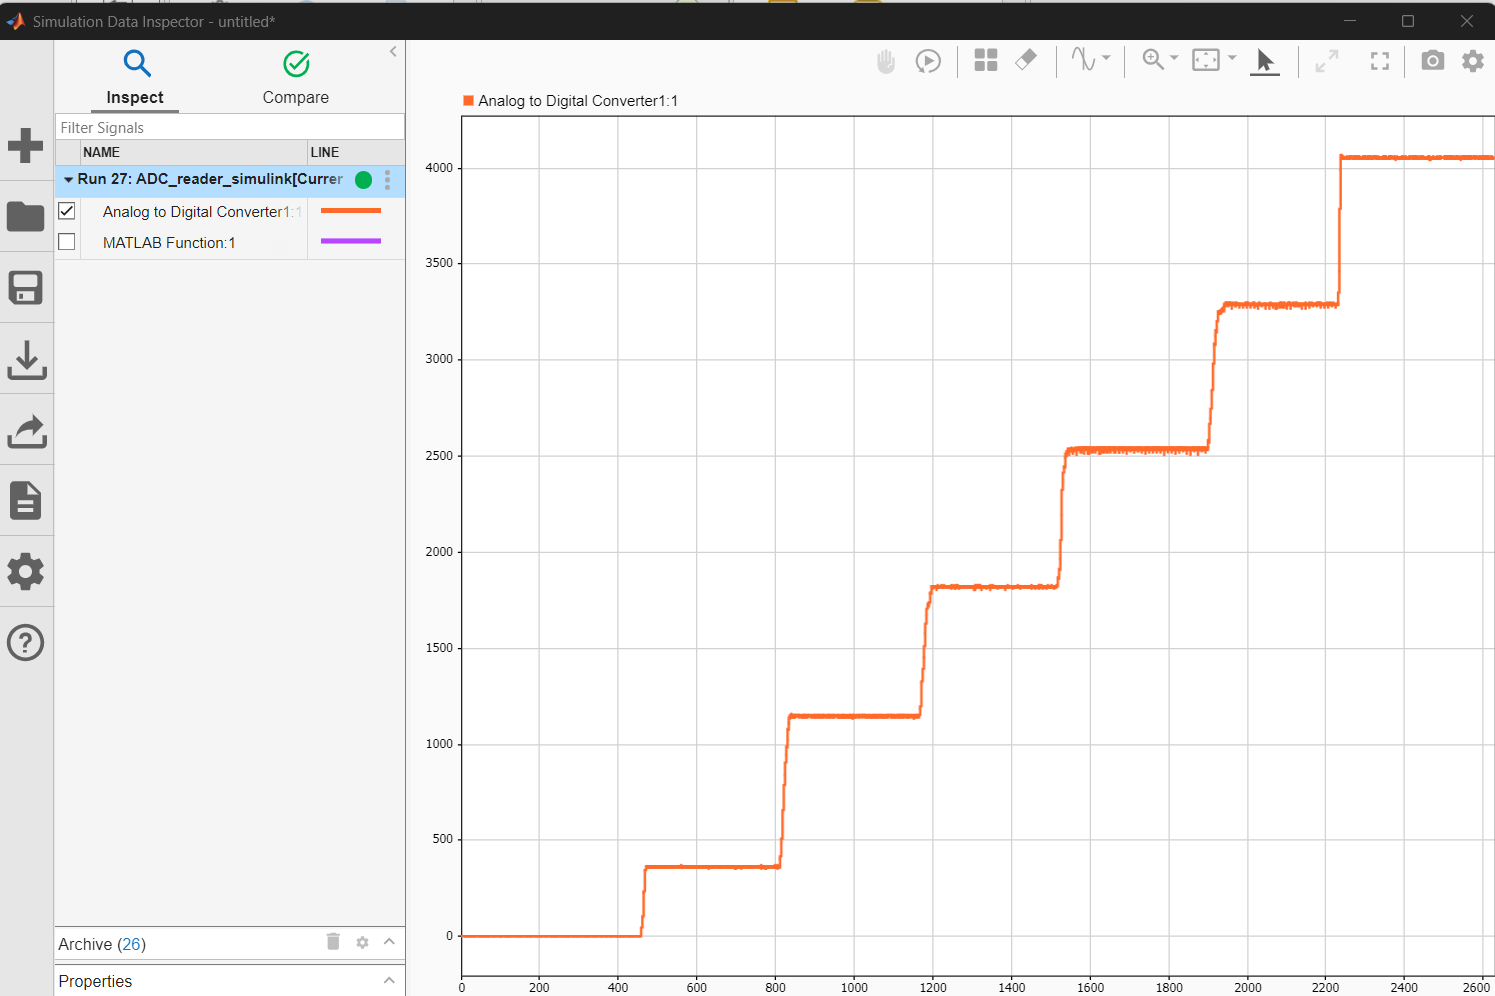 Simulation Data Inspector - untitled*
Inspect
Compare
Filter Signals
NAME LINE
Run 27: ADC_reader_simulink[Currer
Analog to Digital Converter1:1
MATLAB Function:1
Archive (26)
Properties
Analog to Digital Converter1:1
4000
3500
3000
2500
2000
1500
1000
500
0
0 200 400 600 800 1000 1200 1400 1600 1800 2000 2200 2400 2600